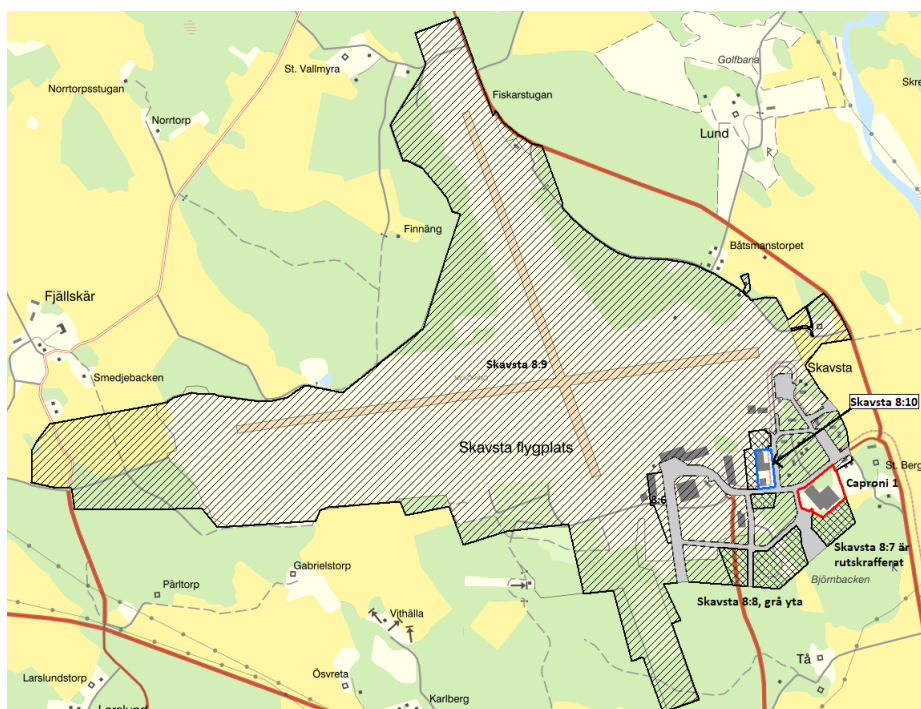 St. Vallmyra
Golfbana
Norrtorpsstugan
Fiskarstugan
Skre
Norrtorp
Lund
Finnäng
Båtsmanstorpet
Fjällskär
Skavsta 8:9
Skavsta
Smedjebacken
Skavsta 8:10
Skavsta flygplats
St. Berg
Caproni 1
8:6
Skavsta 8:7 är
rutskrafferat
Gabrielstorp
Björnbacken
Pärltorp
Skavsta 8:8, grå yta
Vithälla
Tå
Larslundstorp
Ösvreta
Karlberg